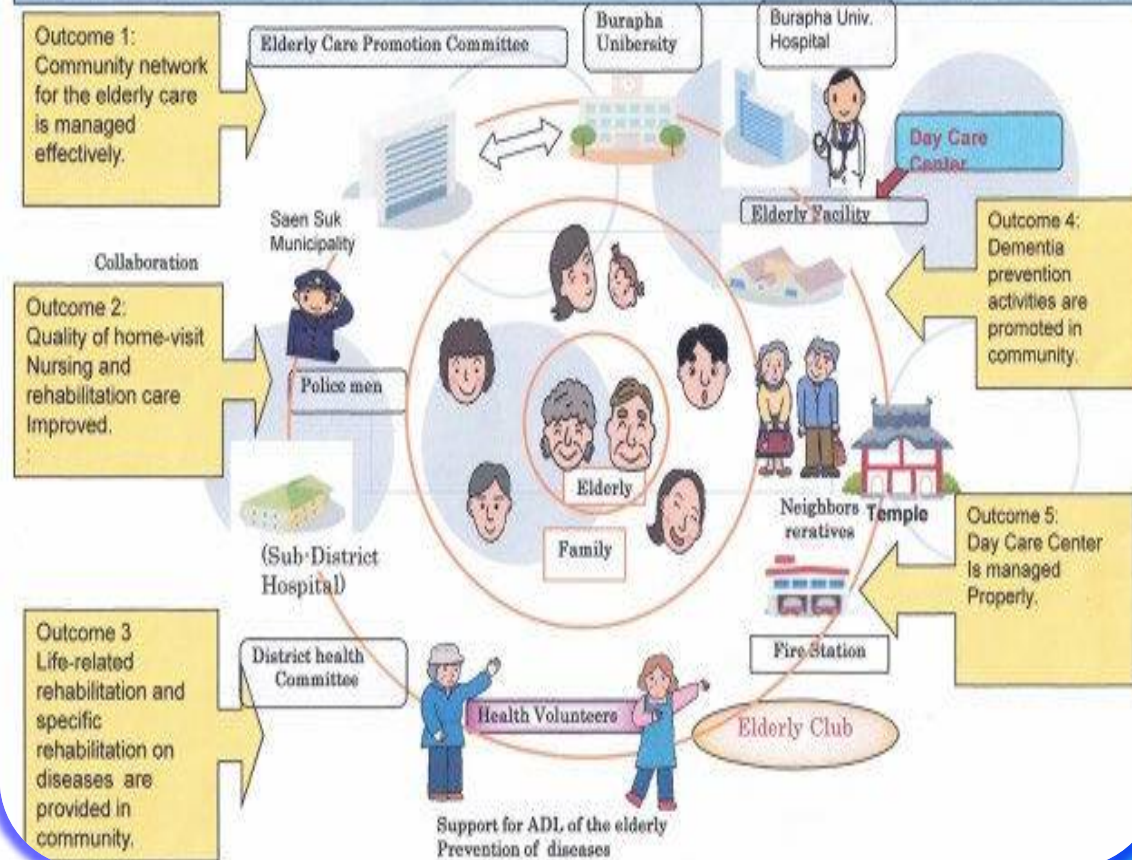 Outcome 1:
Community network
for the elderly care
is managed
effectively.
Elderly Care Promotion Committee
Burapha
Unibersity
Burapha Univ.
Hospital
Day Care
Center
Elderly Facility
Saen Suk
Municipality
Collaboration
Outcome 2:
Quality of home-visit
Nursing and
rehabilitation care
Improved.
.
Police men
Outcome 4:
Dementia
prevention
activities are
promoted in
community.
Elderly
Family
Neighbors
reratives
Temple
(Sub-District
Hospital)
Outcome 5:
Day Care Center
Is managed
Properly.
Fire Station
Outcome 3
Life-related
rehabilitation and
specific
rehabilitation on
diseases are
provided in
community.
District health
Committee
Health Volunteers
Elderly Club
Support for ADL of the elderly
Prevention of diseases